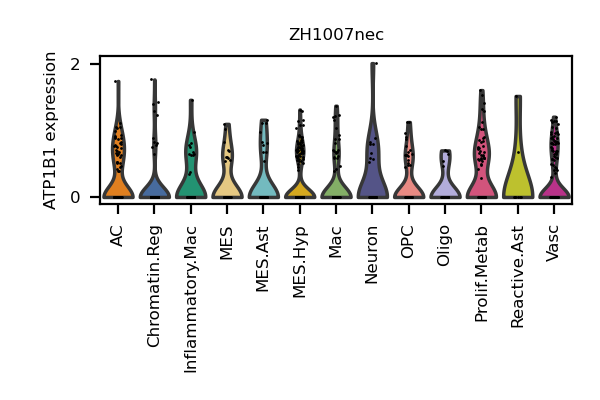 ZH1007nec
ATP1B1 expression
2
0
AC
Chromatin.Reg
Inflammatory.Mac
MES
MES.Ast
MES.Hyp
Mac
Neuron
OPC
Oligo
Prolif.Metab
Reactive.Ast
Vasc